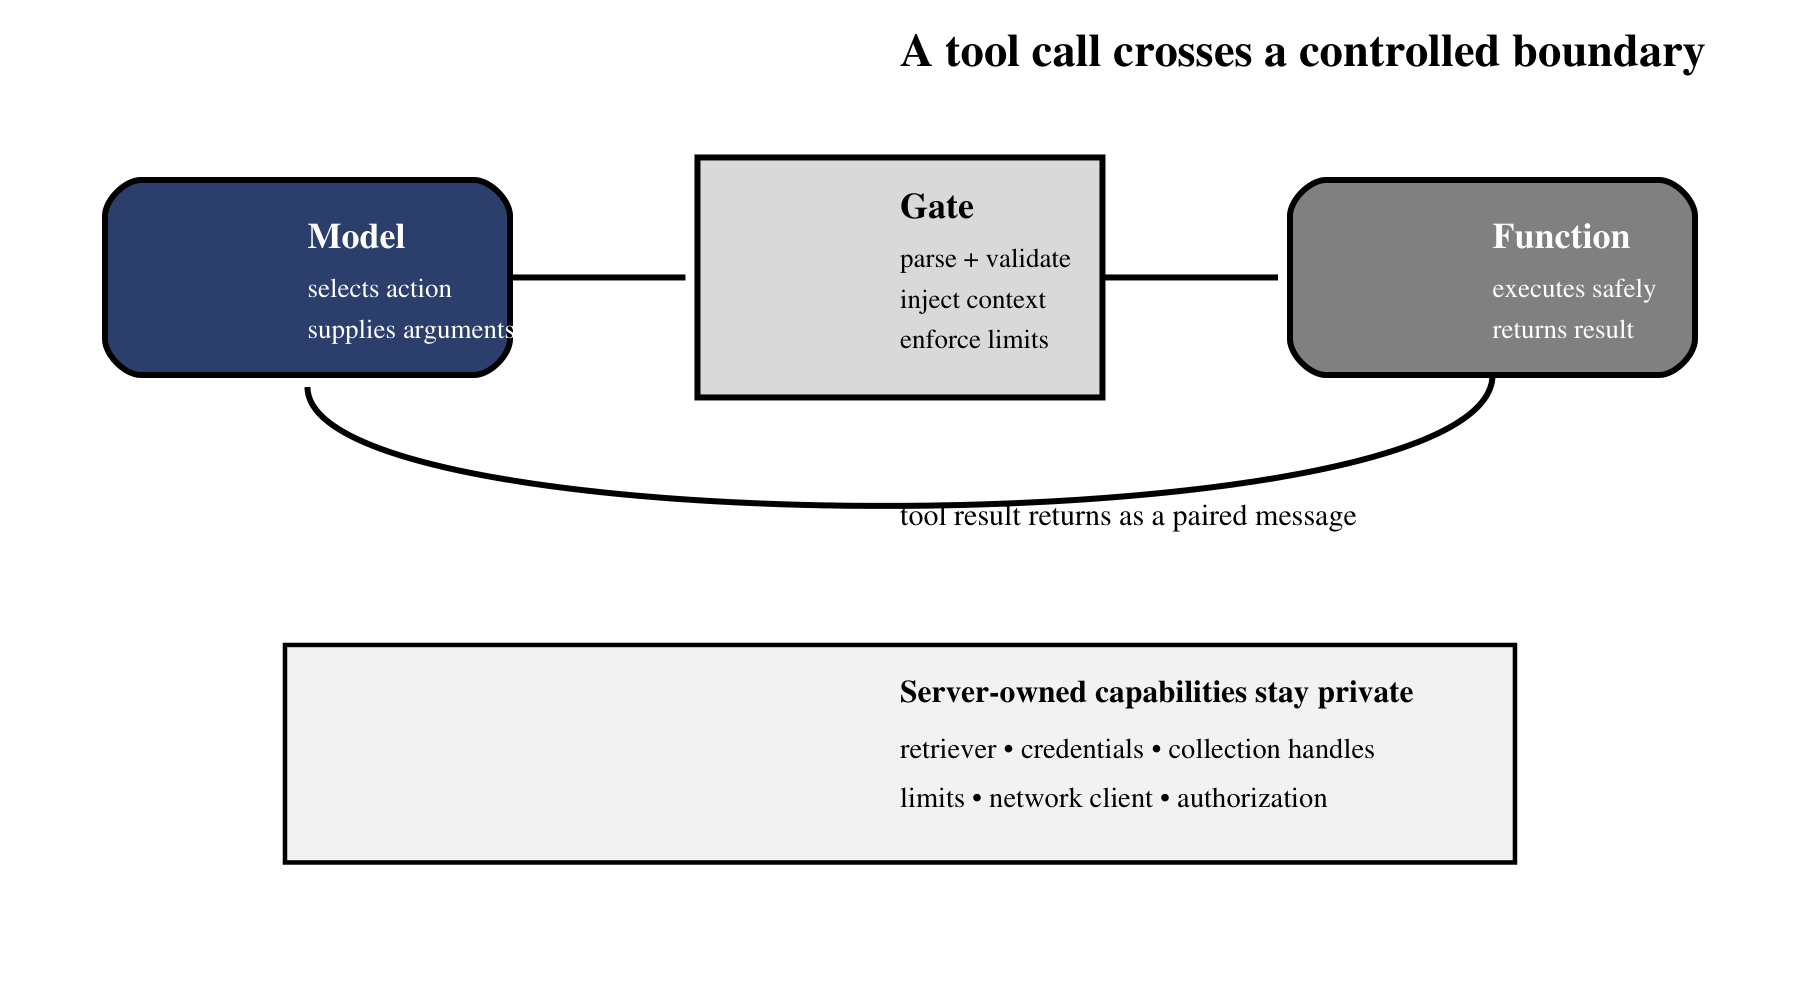 A tool call crosses a controlled boundary
Model
selects action
supplies arguments
Gate
parse + validate
inject context
enforce limits
Function
executes safely
returns result
tool result returns as a paired message
Server-owned capabilities stay private
retriever • credentials • collection handles
limits • network client • authorization